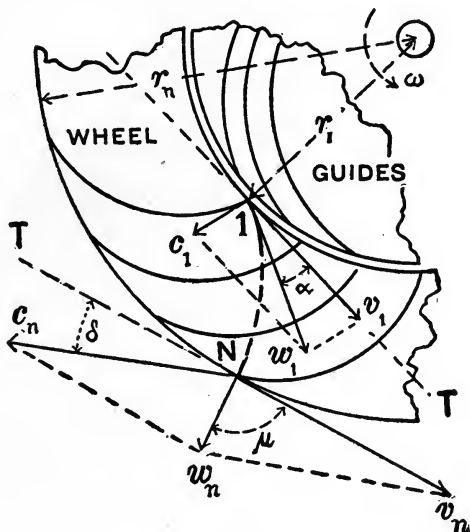 r_n
ω
WHEEL
r_1
GUIDES
T
1
c_1
α
v_1
c_n
δ
N
w_1
T
μ
w_n
v_n